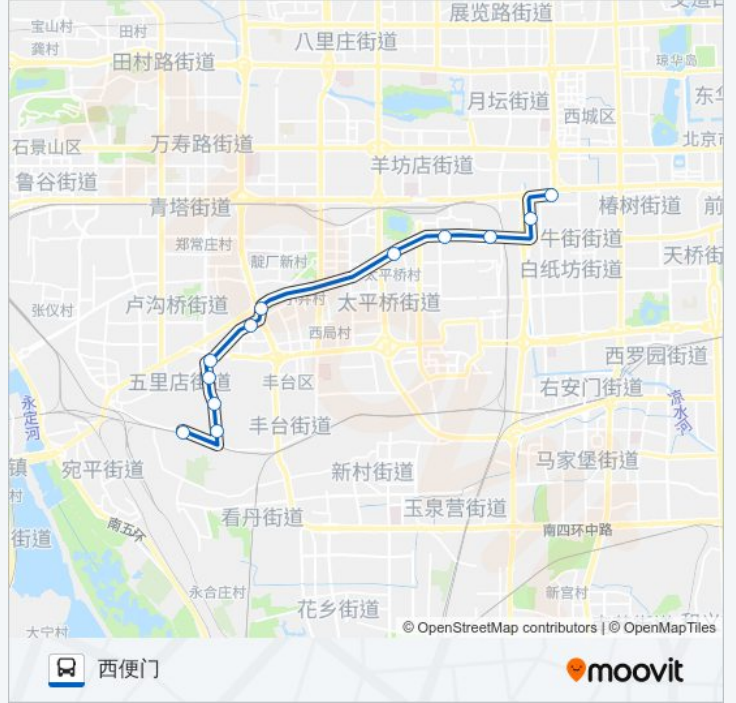 展览路街道
宝山村
田村
龚村
八里庄街道
田村路街道
琼华岛
月坛街道
东华
西城区
石景山区
万寿路街道
北京市
羊坊店街道
鲁谷街道
青塔街道
椿树街道
前
郑常庄村
牛街街道
天桥街
靛厂新村
白纸坊街道
太平桥村
张仪村
卢沟桥街道
太平桥街道
西局村
西罗园街道
五里店街道
丰台区
右安门街道
永定河
凉水河
丰台街道
镇
宛平街道
新村街道
马家堡街道
村
看丹街道
玉泉营街道
街道
南五环
南四环中路
永合庄村
新宫村
花乡街道
大宁村
© OpenStreetMap contributors | © OpenMapTiles
西便门
moovit